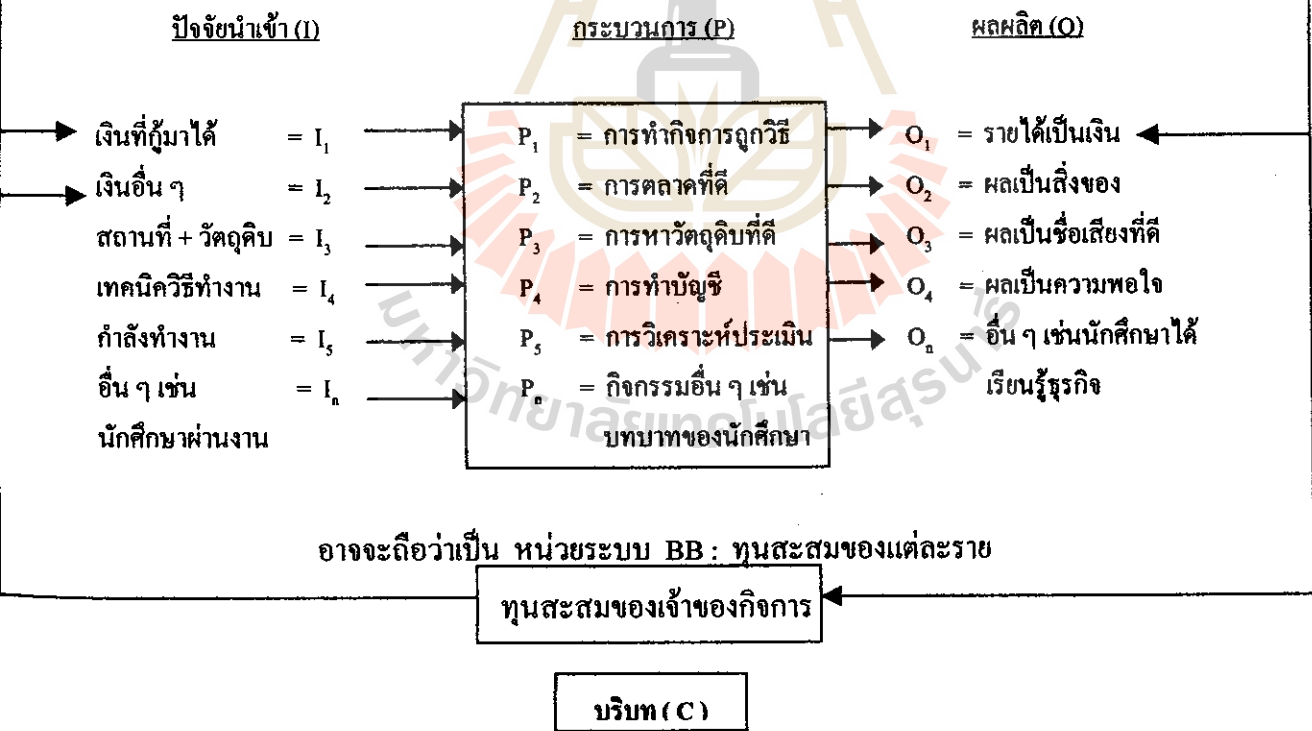 ปัจจัยนำเข้า (I) กระบวนการ (P) ผลผลิต (O)
เงินที่กู้มาได้ = I₁ P₁ = การทำกิจการถูกวิธี O₁ = รายได้เป็นเงิน
เงินอื่น ๆ = I₂ P₂ = การตลาดที่ดี O₂ = ผลเป็นสิ่งของ
สถานที่ + วัตถุดิบ = I₃ P₃ = การหาวัตถุดิบที่ดี O₃ = ผลเป็นชื่อเสียงที่ดี
เทคนิควิธีทำงาน = I₄ P₄ = การทำบัญชี O₄ = ผลเป็นความพอใจ
กำลังทำงาน = I₅ P₅ = การวิเคราะห์ประเมิน Oₙ = อื่น ๆ เช่นนักศึกษาได้
อื่น ๆ เช่น = Iₙ Pₙ = กิจกรรมอื่น ๆ เช่น เรียนรู้ธุรกิจ
นักศึกษาผ่านงาน บทบาทของนักศึกษา
มหาวิทยาลัยเทคโนโลยีสุรนารี
อาจจะถือว่าเป็น หน่วยระบบ BB : ทุนสะสมของแต่ละราย
ทุนสะสมของเจ้าของกิจการ
บริบท ( C )